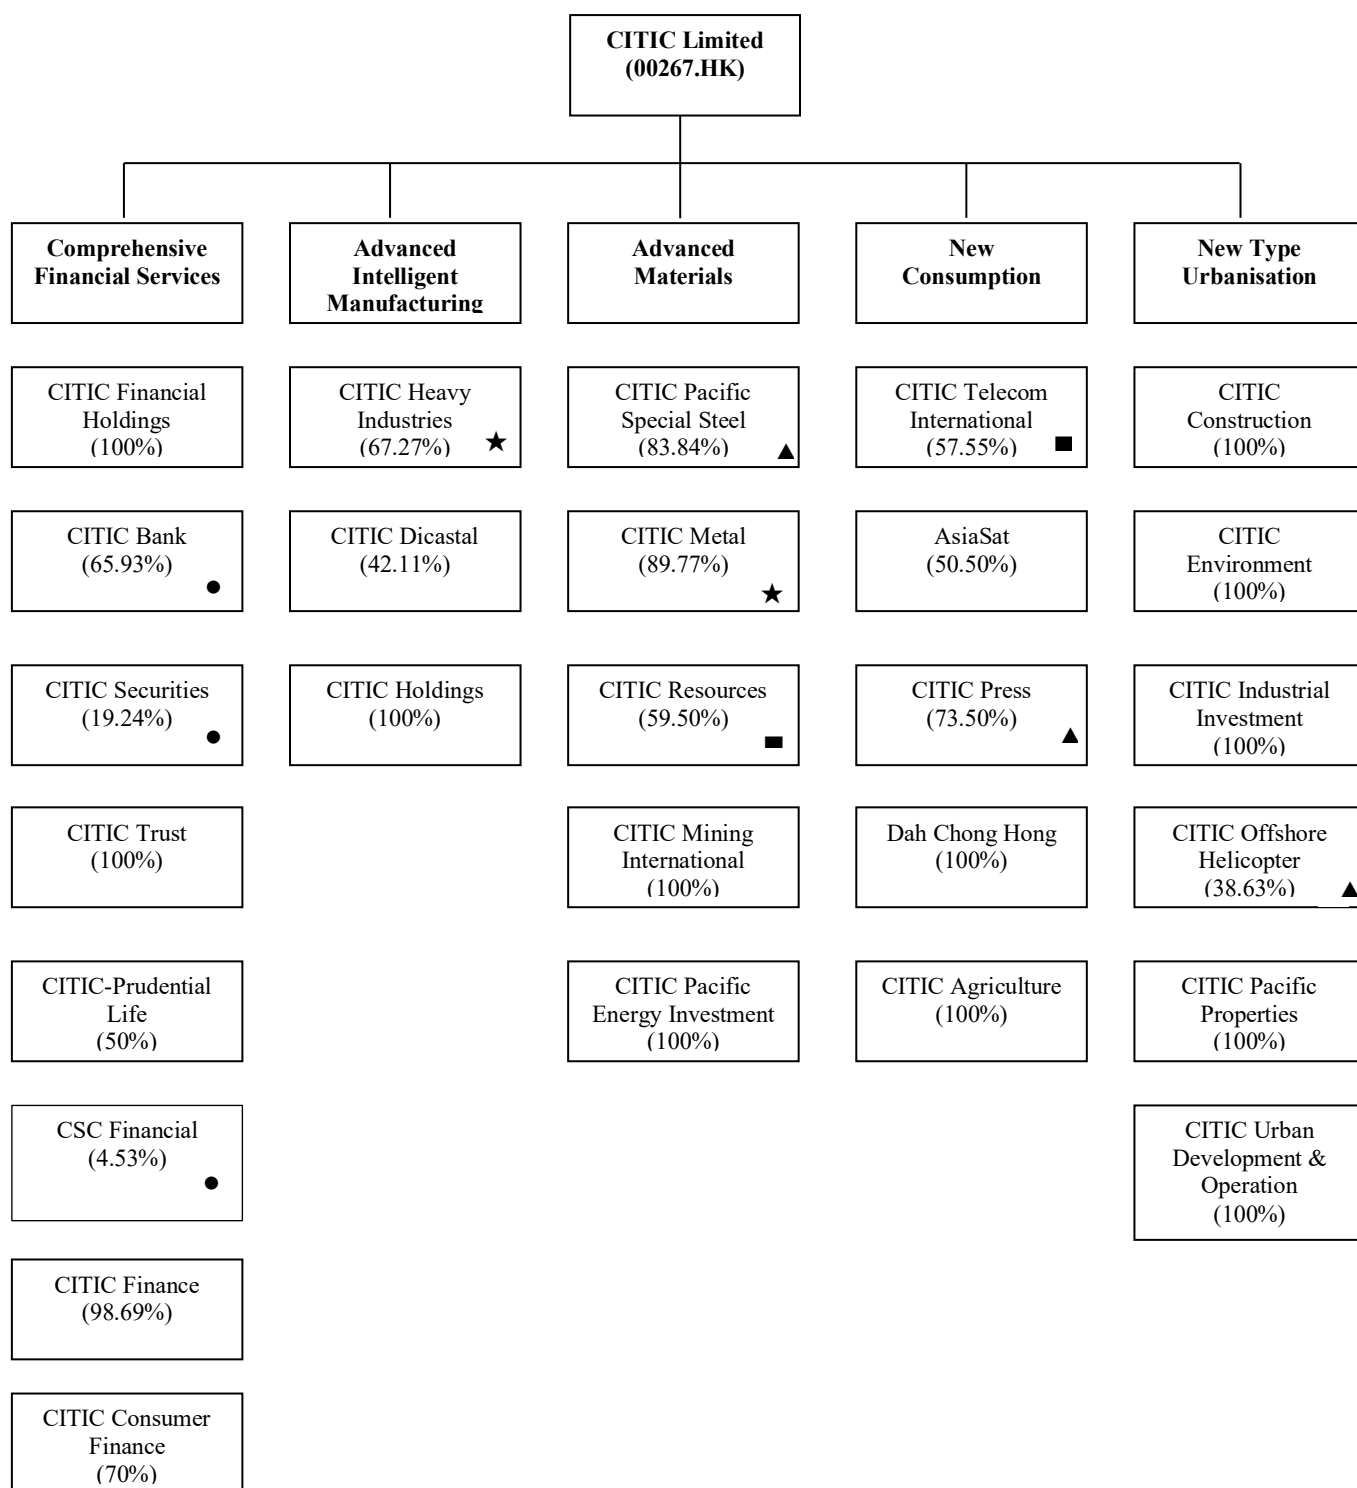 CITIC Limited
(00267.HK)
Comprehensive
Financial Services
Advanced
Intelligent
Manufacturing
Advanced
Materials
New
Consumption
New Type
Urbanisation
CITIC Financial
Holdings
(100%)
CITIC Heavy
Industries
(67.27%)
CITIC Pacific
Special Steel
(83.84%)
CITIC Telecom
International
(57.55%)
CITIC
Construction
(100%)
CITIC Bank
(65.93%)
CITIC Dicastal
(42.11%)
CITIC Metal
(89.77%)
AsiaSat
(50.50%)
CITIC
Environment
(100%)
CITIC Securities
(19.24%)
CITIC Holdings
(100%)
CITIC Resources
(59.50%)
CITIC Press
(73.50%)
CITIC Industrial
Investment
(100%)
CITIC Trust
(100%)
CITIC Mining
International
(100%)
Dah Chong Hong
(100%)
CITIC Offshore
Helicopter
(38.63%)
CITIC-Prudential
Life
(50%)
CITIC Pacific
Energy Investment
(100%)
CITIC Agriculture
(100%)
CITIC Pacific
Properties
(100%)
CSC Financial
(4.53%)
CITIC Urban
Development &
Operation
(100%)
CITIC Finance
(98.69%)
CITIC Consumer
Finance
(70%)